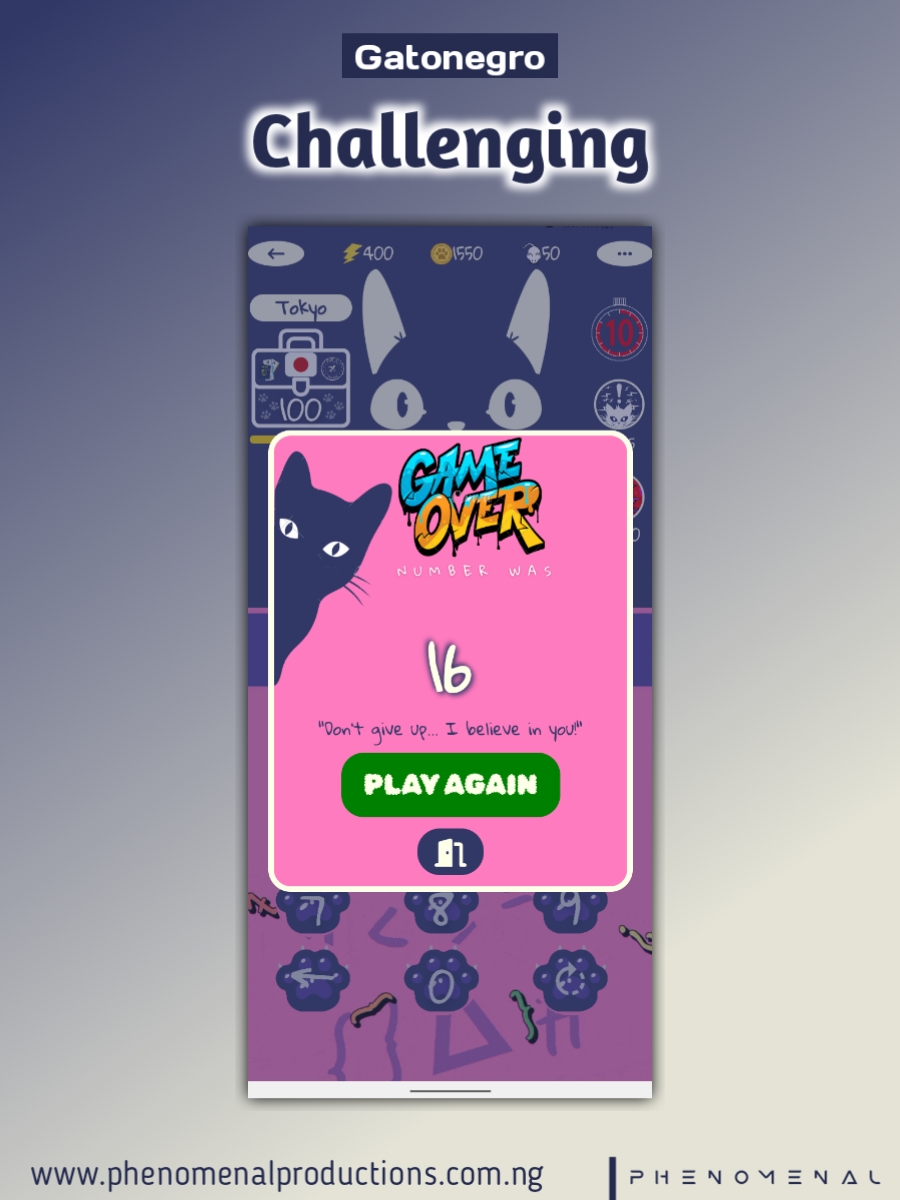 Gatonegro
Challenging
400 1550 50
Tokyo
10
100
GAME
OVER
NUMBER WAS
16
"Don't give up... I believe in you!"
PLAY AGAIN
7 8 9
0
www.phenomenalproductions.com.ng
PHENOMENAL